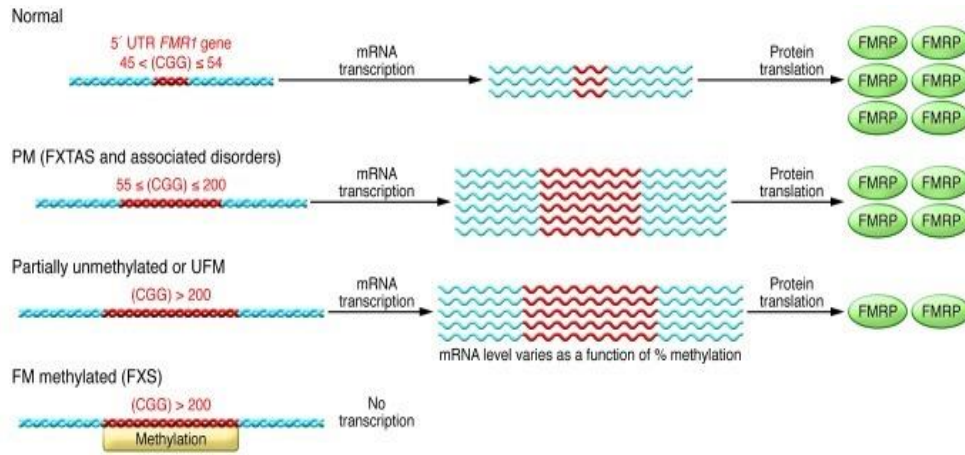 Normal
5´ UTR FMR1 gene
45 < (CGG) ≤ 54
mRNA
transcription
Protein
translation
FMRP FMRP
FMRP FMRP
FMRP FMRP
PM (FXTAS and associated disorders)
55 ≤ (CGG) ≤ 200
mRNA
transcription
Protein
translation
FMRP FMRP
FMRP FMRP
Partially unmethylated or UFM
(CGG) > 200
mRNA
transcription
Protein
translation
FMRP FMRP
mRNA level varies as a function of % methylation
FM methylated (FXS)
(CGG) > 200
Methylation
No
transcription